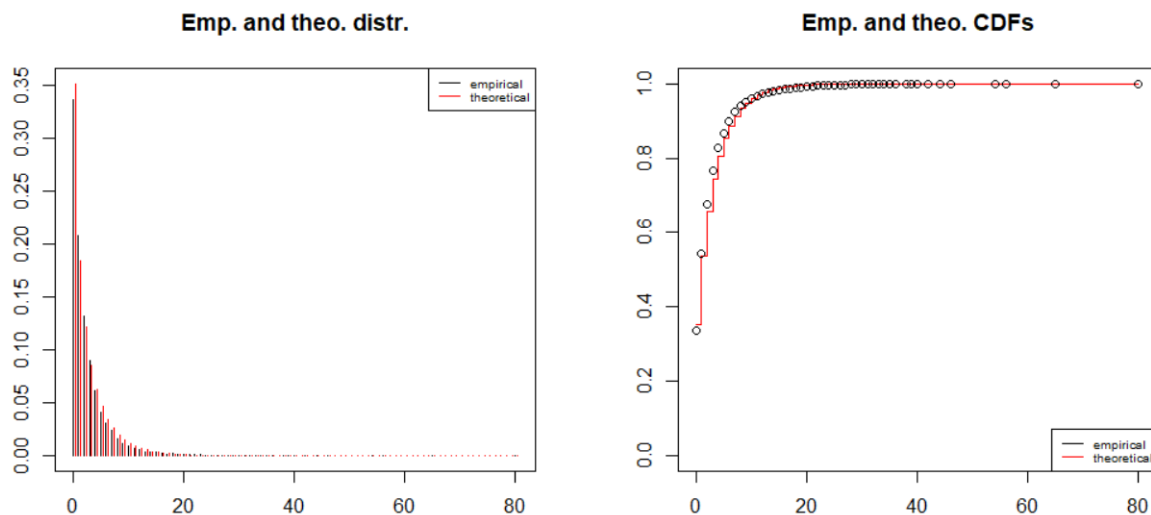 Emp. and theo. distr.
empirical
theoretical
0.35
0.30
0.25
0.20
0.15
0.10
0.05
0.00
0 20 40 60 80
Emp. and theo. CDFs
1.0
0.8
0.6
0.4
0.2
0.0
empirical
theoretical
0 20 40 60 80